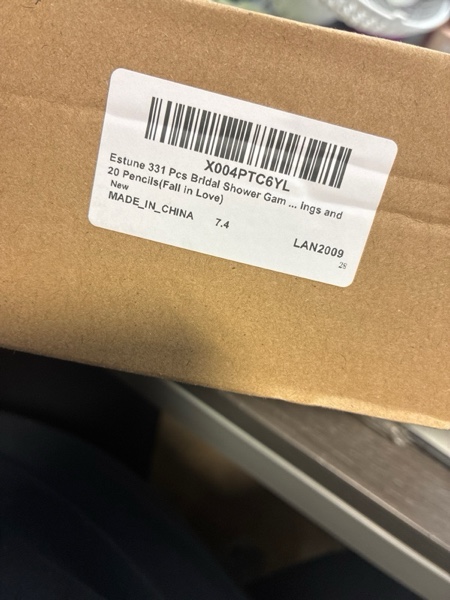 X004PTC6YL
Estune 331 Pcs Bridal Shower Gam ... Ings and
20 Pencils(Fall in Love)
New
MADE_IN_CHINA
7.4
LAN2009
28